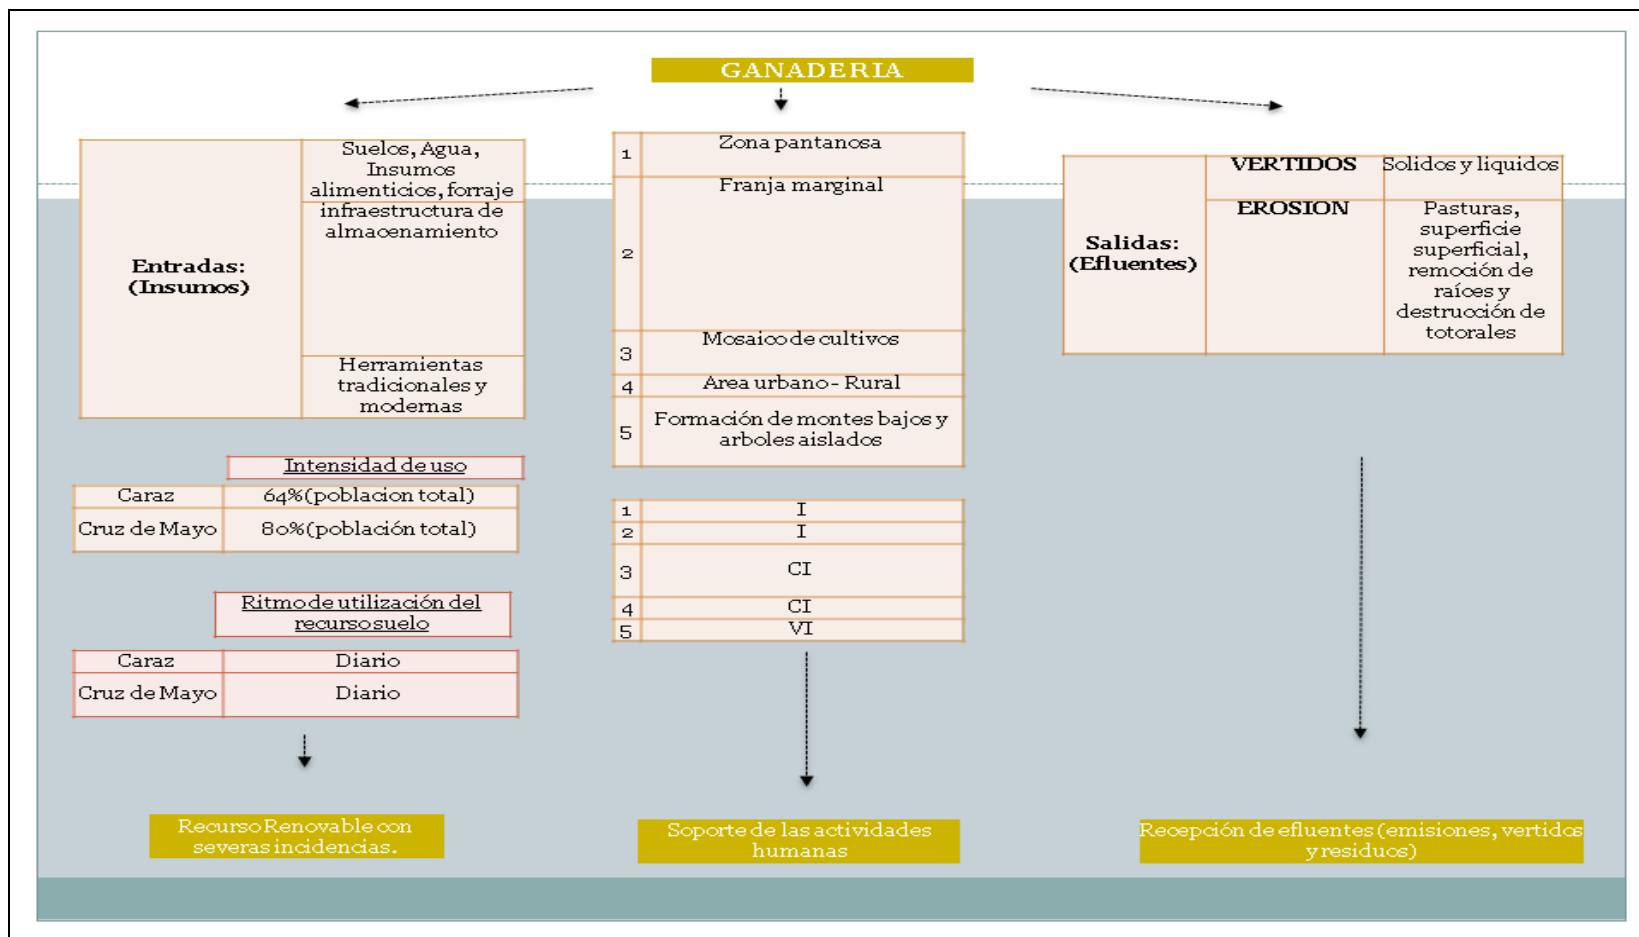 GANADERIA
Entradas:
(Insumos)
Suelos, Agua,
Insumos
alimenticios, forraje
infraestructura de
almacenamiento
Herramientas
tradicionales y
modernas
Intensidad de uso
Caraz 64%(poblacion total)
Cruz de Mayo 80%(población total)
Ritmo de utilización del
recurso suelo
Caraz Diario
Cruz de Mayo Diario
Recurso Renovable con
severas incidencias.
1 Zona pantanosa
2 Franja marginal
3 Mosaico de cultivos
4 Area urbano- Rural
5 Formación de montes bajos y
arboles aislados
1 I
2 I
3 CI
4 CI
5 VI
Soporte de las actividades
humanas
Salidas:
(Efluentes)
VERTIDOS Solidos y liquidos
EROSION Pasturas,
superficie
superficial,
remoción de
raíces y
destrucción de
totorales
Recepción de efluentes (emisiones, vertidos
y residuos)